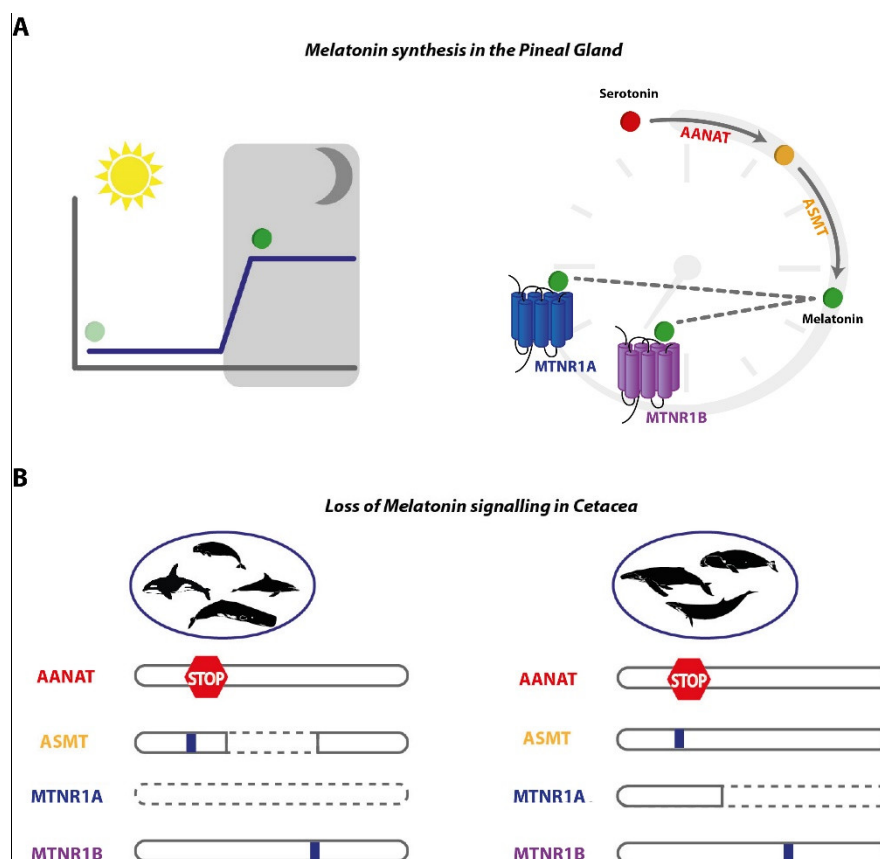 A
Melatonin synthesis in the Pineal Gland
Serotonin
AANAT
ASMT
Melatonin
MTNR1A
MTNR1B
B
Loss of Melatonin signalling in Cetacea
AANAT
STOP
AANAT
STOP
ASMT
ASMT
MTNR1A
MTNR1A
MTNR1B
MTNR1B